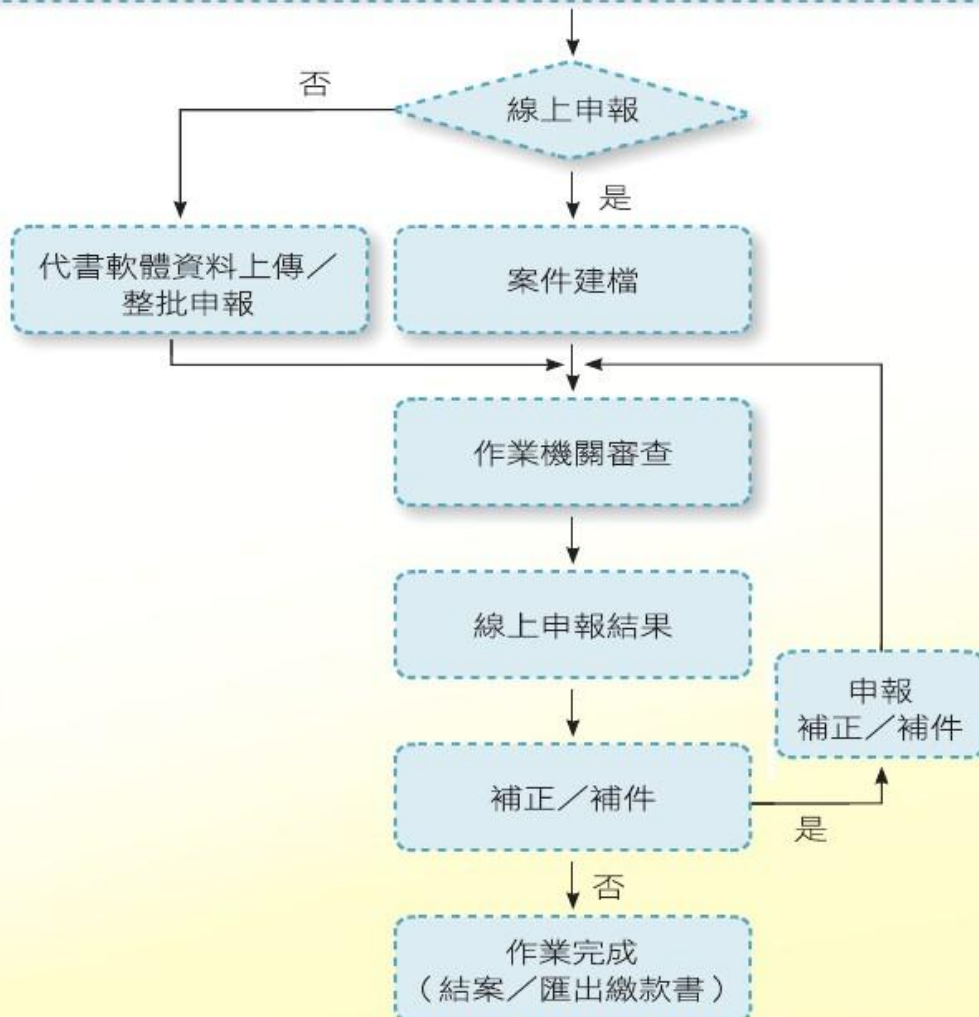 否
線上申報
是
代書軟體資料上傳／
整批申報
案件建檔
作業機關審查
線上申報結果
申報
補正／補件
補正／補件
是
否
作業完成
（結案／匯出繳款書）